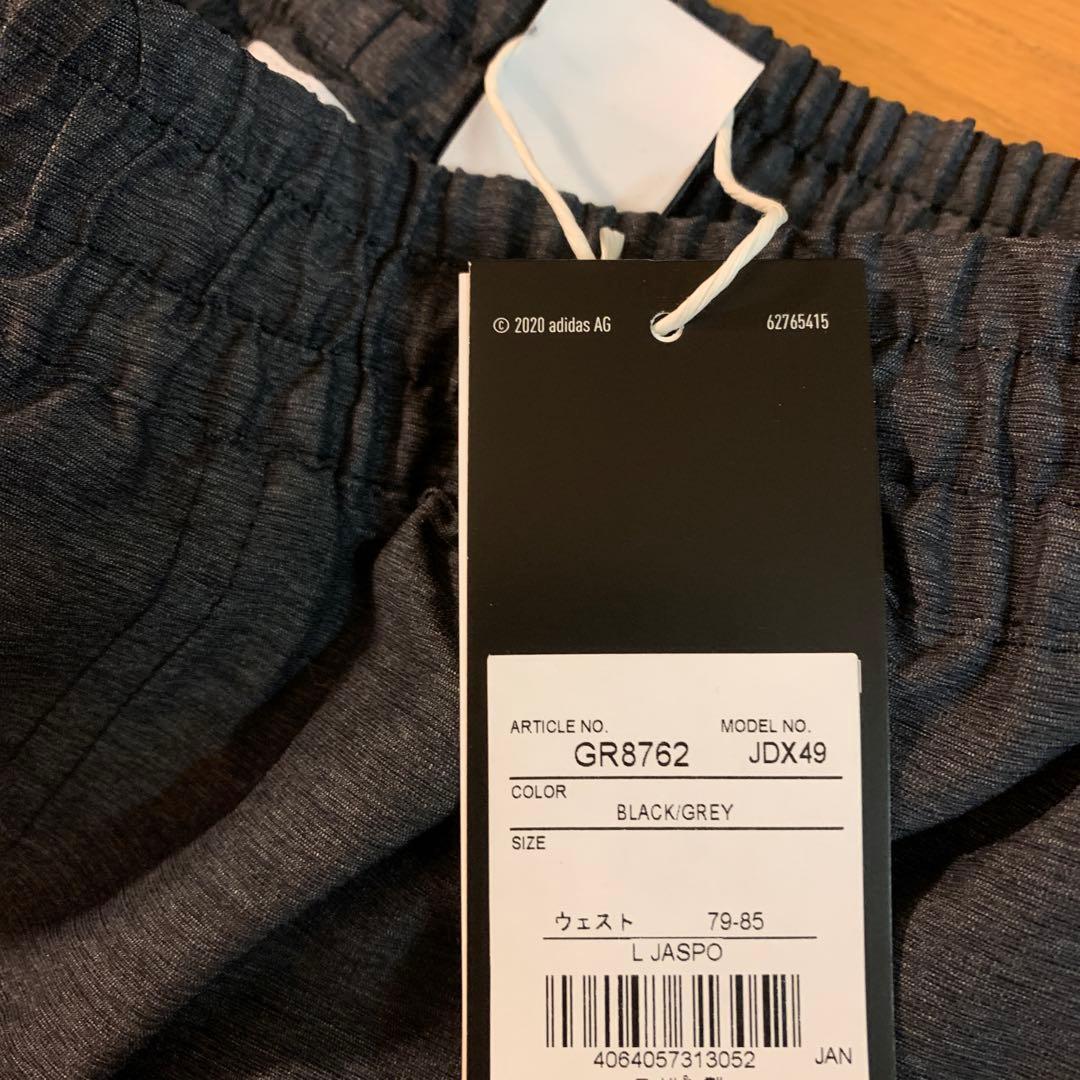 © 2020 adidas AG 62765415
ARTICLE NO. MODEL NO.
GR8762 JDX49
COLOR
BLACK/GREY
SIZE
ウェスト 79-85
L JASPO
4064057313052 JAN